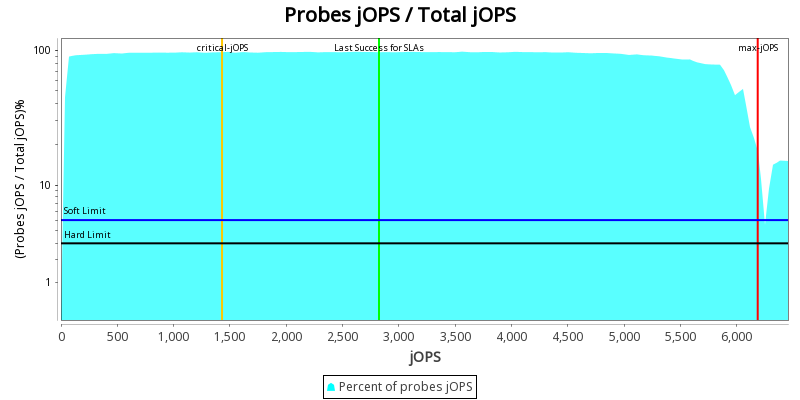 Probes jOPS / Total jOPS
(Probes jOPS / Total jOPS)%
100
10
1
critical-jOPS
Last Success for SLAs
max-jOPS
Soft Limit
Hard Limit
0 500 1,000 1,500 2,000 2,500 3,000 3,500 4,000 4,500 5,000 5,500 6,000
jOPS
Percent of probes jOPS